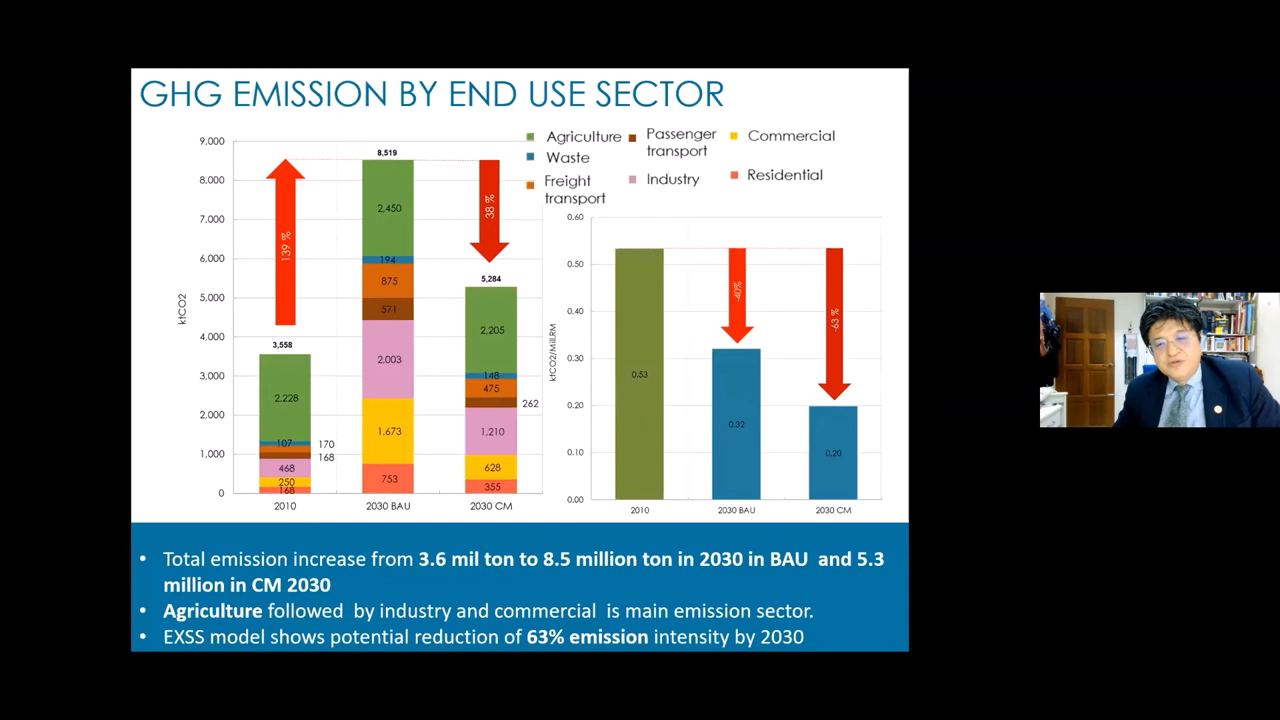 GHG EMISSION BY END USE SECTOR
Agriculture
Waste
Freight
transport
Passenger
transport
Industry
Commercial
Residential
ktCO2
9,000
8,000
7,000
6,000
5,000
4,000
3,000
2,000
1,000
0
139 %
3,558
2,228
107
170
168
468
250
168
2010
8,519
2,450
194
875
571
2,003
1,673
753
2030 BAU
38 %
5,284
2,205
148
475
262
1,210
628
355
2030 CM
ktCO2/Mill.RM
0.60
0.50
0.40
0.30
0.20
0.10
0.00
0.53
2010
-40%
0.32
2030 BAU
-63 %
0.20
2030 CM
• Total emission increase from 3.6 mil ton to 8.5 million ton in 2030 in BAU and 5.3
million in CM 2030
• Agriculture followed by industry and commercial is main emission sector.
• EXSS model shows potential reduction of 63% emission intensity by 2030